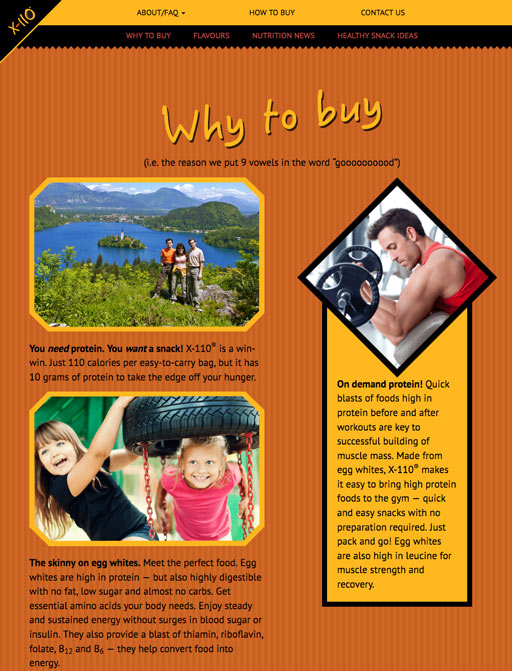 X-110®
ABOUT/FAQ HOW TO BUY CONTACT US
WHY TO BUY FLAVOURS NUTRITION NEWS HEALTHY SNACK IDEAS
Why to buy
(i.e. the reason we put 9 vowels in the word "goooooooood")
You need protein. You want a snack! X-110® is a win-
win. Just 110 calories per easy-to-carry bag, but it has
10 grams of protein to take the edge off your hunger.
The skinny on egg whites. Meet the perfect food. Egg
whites are high in protein — but also highly digestible
with no fat, low sugar and almost no carbs. Get
essential amino acids your body needs. Enjoy steady
and sustained energy without surges in blood sugar or
insulin. They also provide a blast of thiamin, riboflavin,
folate, B12 and B6 — they help convert food into
energy.
On demand protein! Quick
blasts of foods high in
protein before and after
workouts are key to
successful building of
muscle mass. Made from
egg whites, X-110® makes
it easy to bring high protein
foods to the gym — quick
and easy snacks with no
preparation required. Just
pack and go! Egg whites
are also high in leucine for
muscle strength and
recovery.